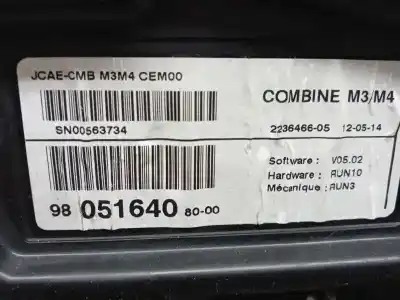 JCAE-CMB M3M4 CEM00
COMBINE M3/M4
SN00563734
2236466-05 12-05-14
Software : V05.02
Hardware : RUN10
Mécanique : RUN3
98 051640 80-00